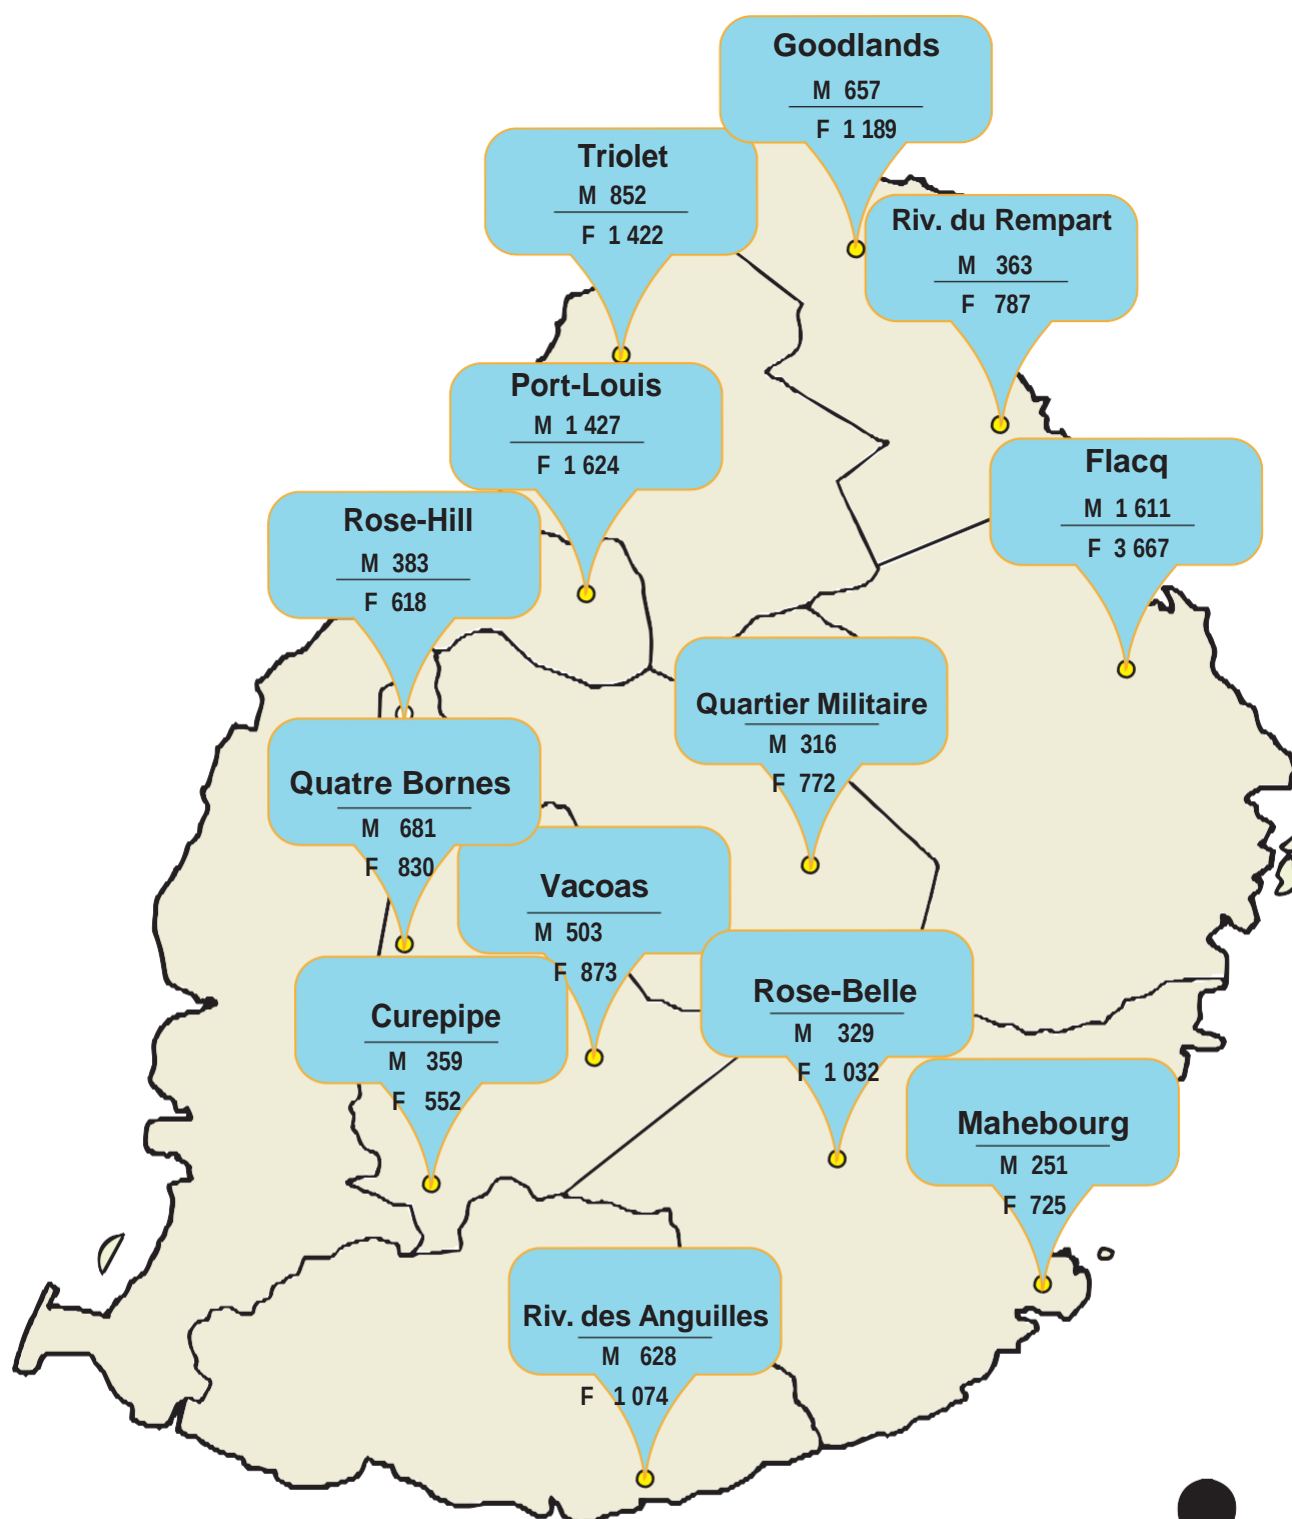 Goodlands
M 657
F 1 189
Triolet
M 852
F 1 422
Riv. du Rempart
M 363
F 787
Port-Louis
M 1 427
F 1 624
Flacq
M 1 611
F 3 667
Rose-Hill
M 383
F 618
Quartier Militaire
M 316
F 772
Quatre Bornes
M 681
F 830
Vacoas
M 503
F 873
Rose-Belle
M 329
F 1 032
Curepipe
M 359
F 552
Mahebourg
M 251
F 725
Riv. des Anguilles
M 628
F 1 074